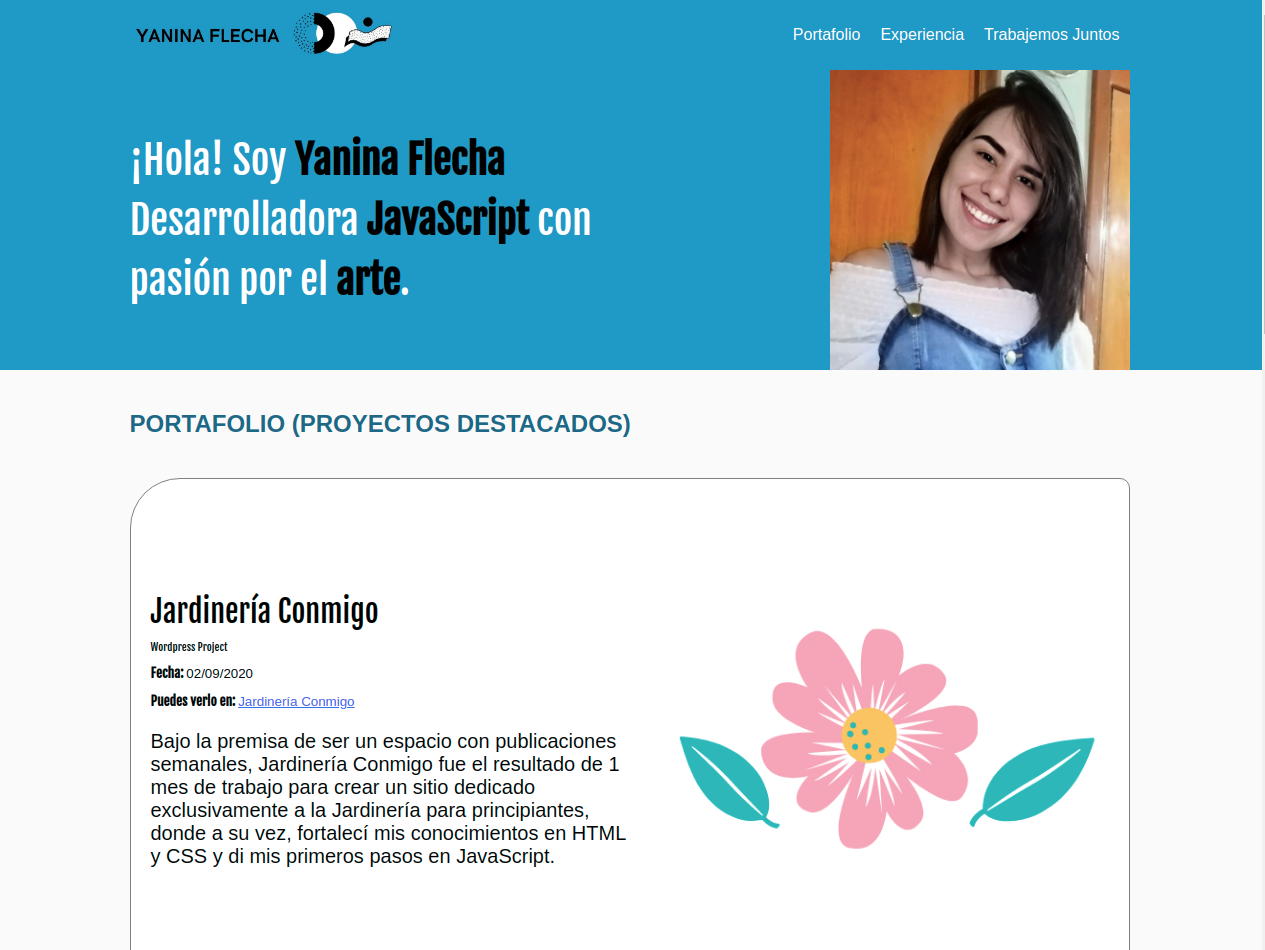 YANINA FLECHA
Portafolio Experiencia Trabajemos Juntos
¡Hola! Soy Yanina Flecha
Desarrolladora JavaScript con
pasión por el arte.
PORTAFOLIO (PROYECTOS DESTACADOS)
Jardinería Conmigo
Wordpress Project
Fecha: 02/09/2020
Puedes verlo en: Jardinería Conmigo
Bajo la premisa de ser un espacio con publicaciones
semanales, Jardinería Conmigo fue el resultado de 1
mes de trabajo para crear un sitio dedicado
exclusivamente a la Jardinería para principiantes,
donde a su vez, fortalecí mis conocimientos en HTML
y CSS y di mis primeros pasos en JavaScript.